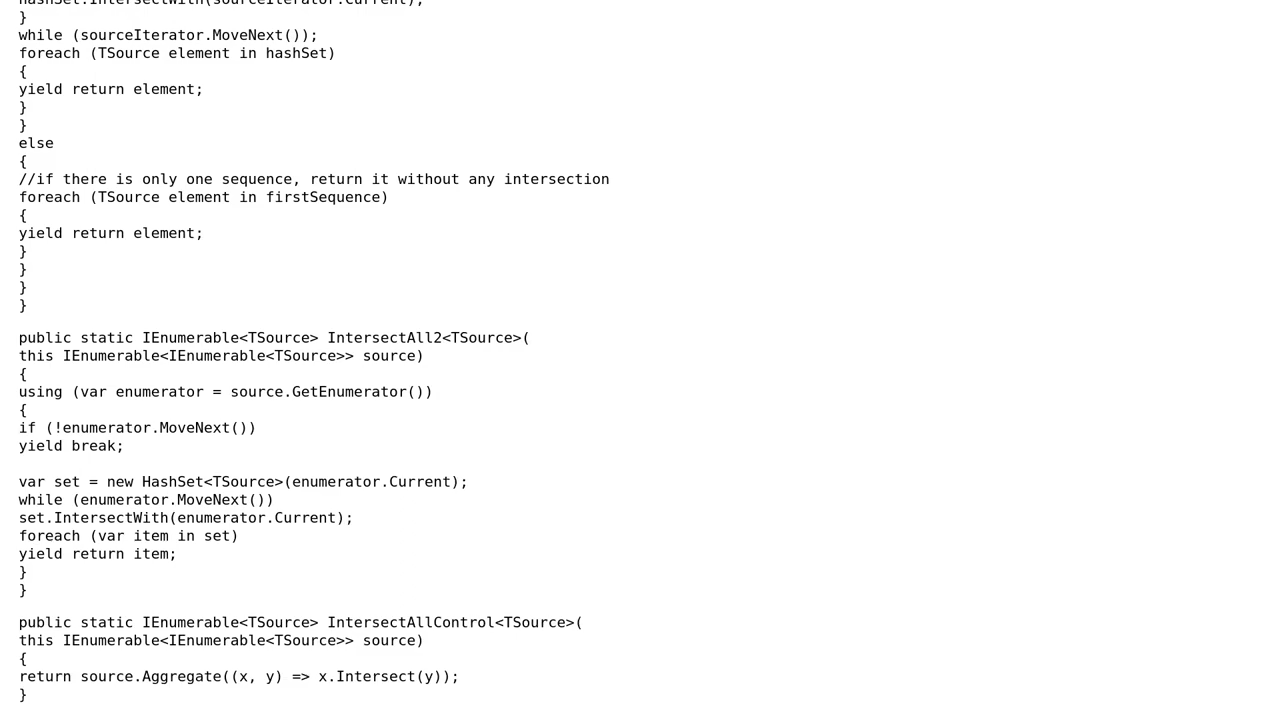 hashSet.IntersectWith(sourceIterator.Current);
}
while (sourceIterator.MoveNext());
foreach (TSource element in hashSet)
{
yield return element;
}
}
else
{
//if there is only one sequence, return it without any intersection
foreach (TSource element in firstSequence)
{
yield return element;
}
}
}
}
public static IEnumerable<TSource> IntersectAll2<TSource>(
this IEnumerable<IEnumerable<TSource>> source)
{
using (var enumerator = source.GetEnumerator())
{
if (!enumerator.MoveNext())
yield break;
var set = new HashSet<TSource>(enumerator.Current);
while (enumerator.MoveNext())
set.IntersectWith(enumerator.Current);
foreach (var item in set)
yield return item;
}
}
public static IEnumerable<TSource> IntersectAllControl<TSource>(
this IEnumerable<IEnumerable<TSource>> source)
{
return source.Aggregate((x, y) => x.Intersect(y));
}